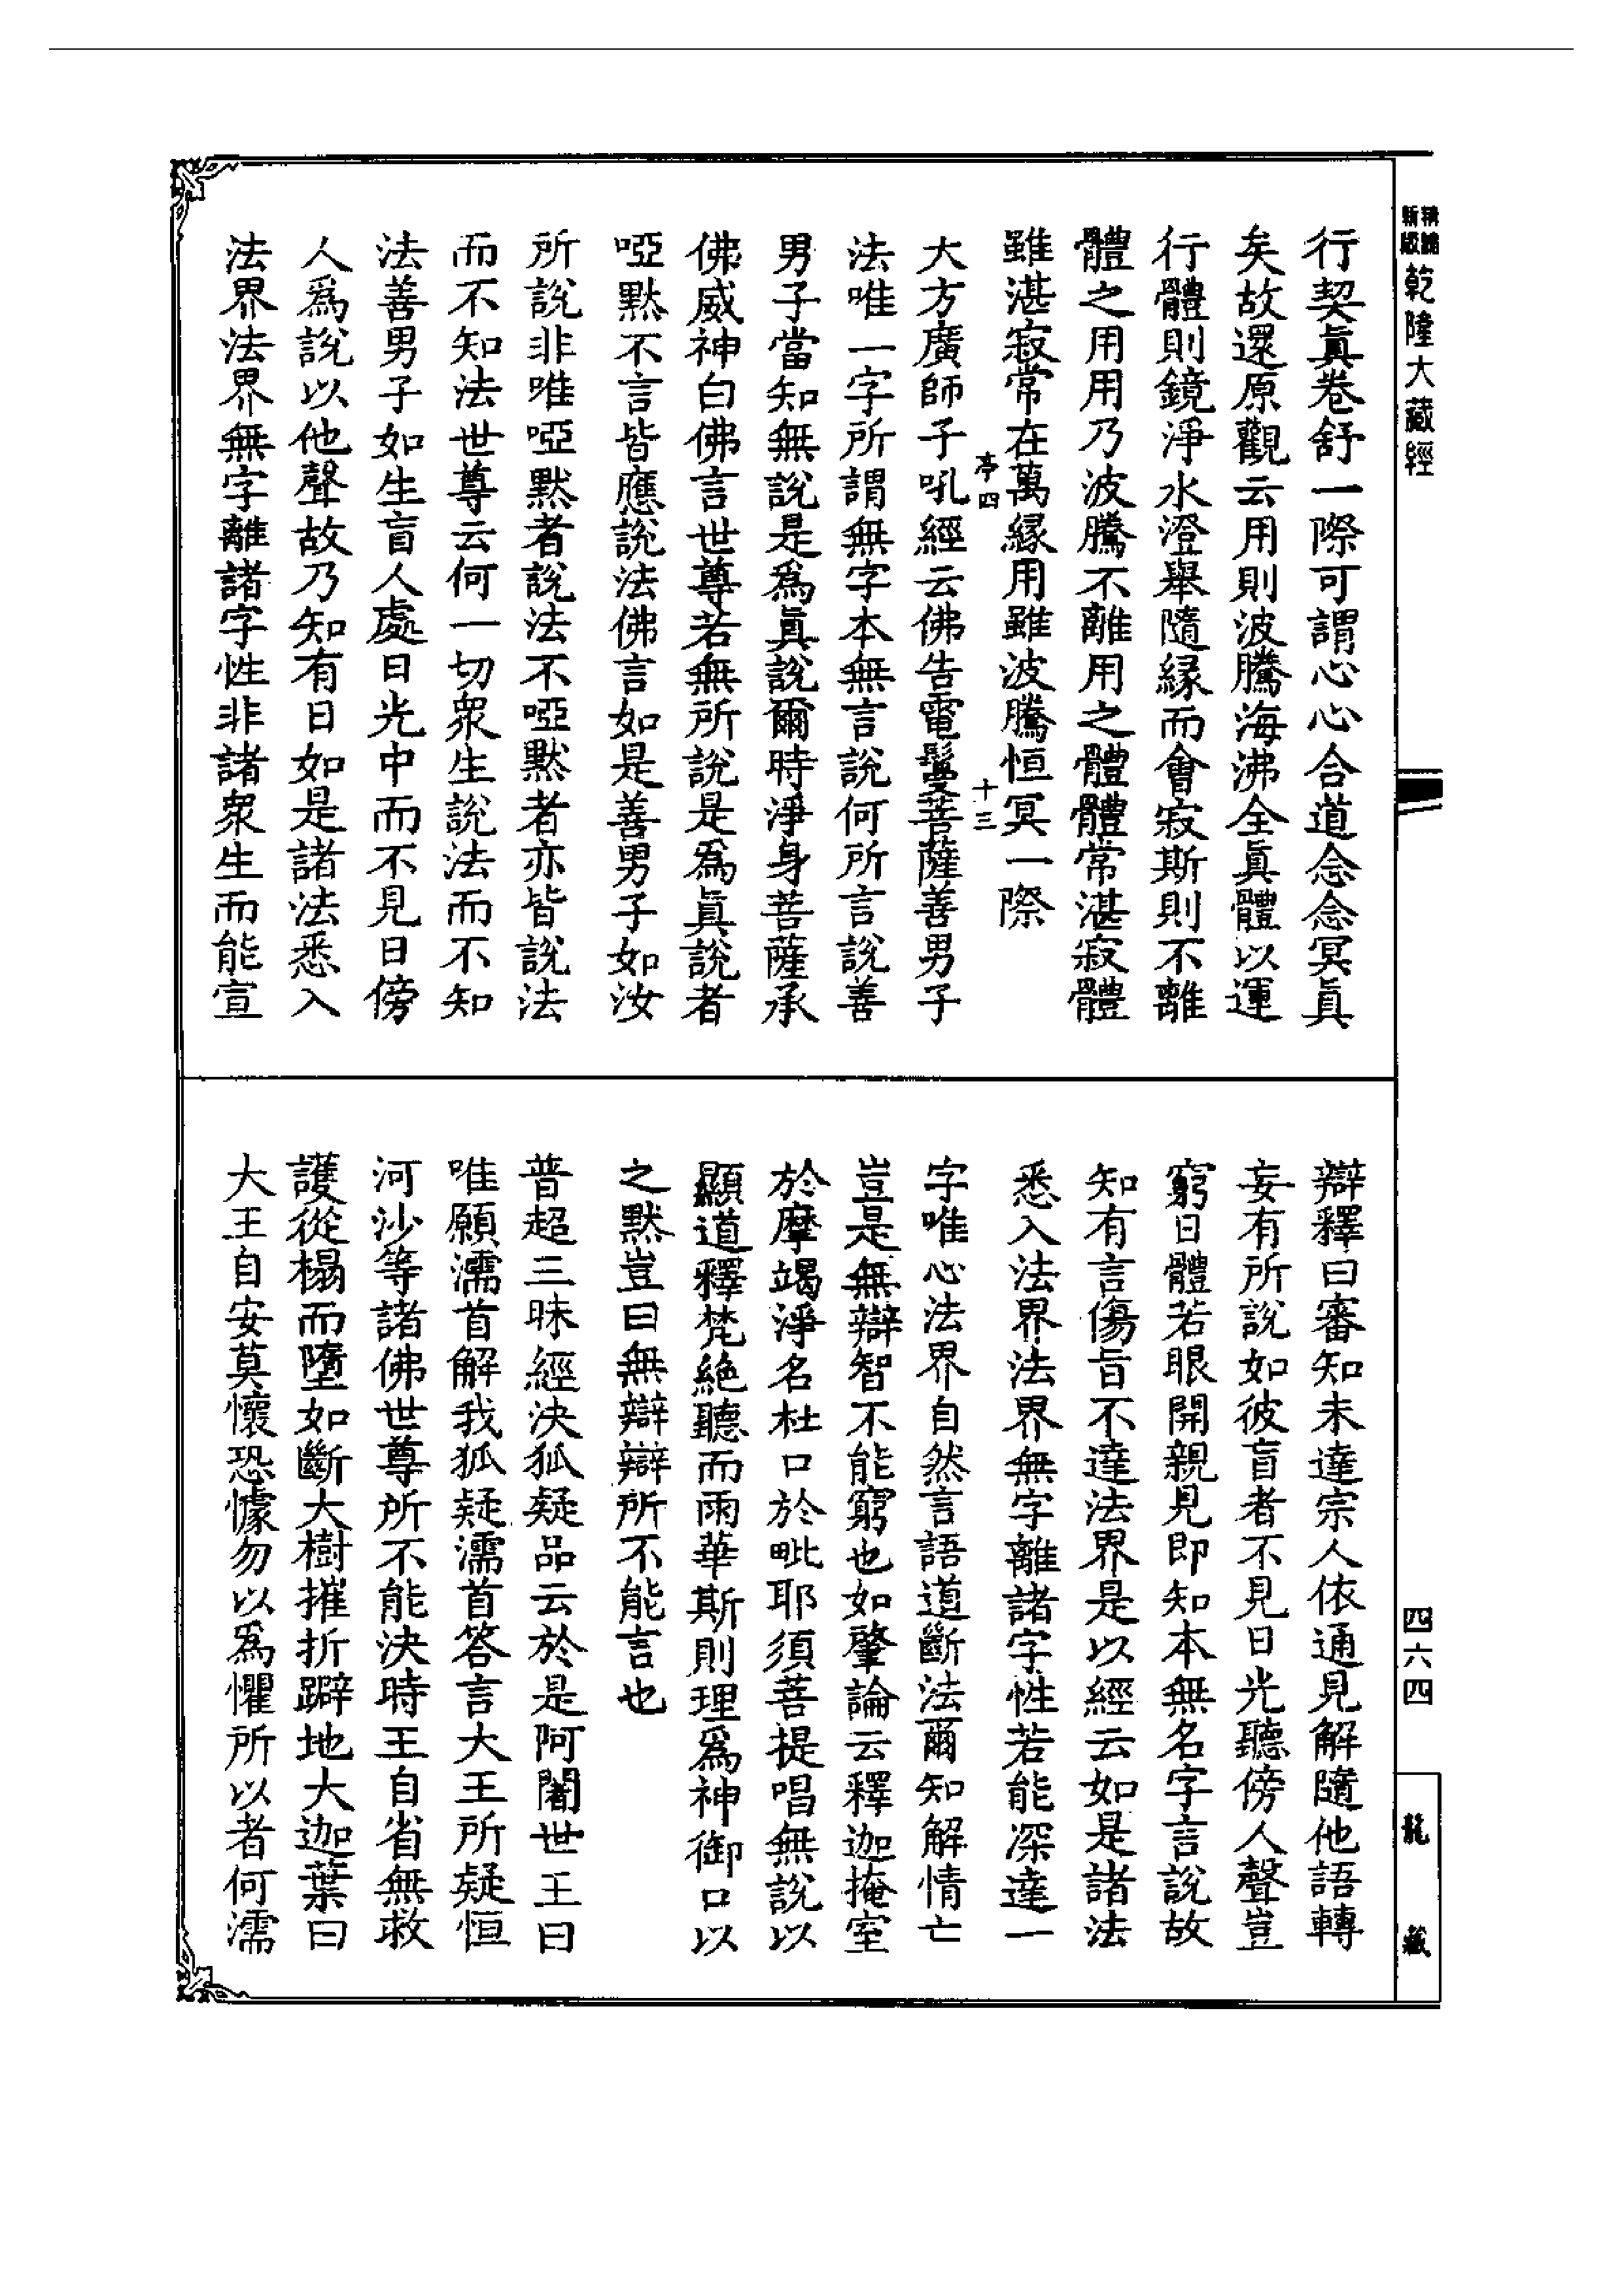 乾隆大藏經
行契眞卷舒一際可謂心心合道念念冥眞
矣故還原觀云用則波騰海沸全眞體以運
行體則鏡淨水澄舉隨緣而會寂斯則不離
體之用用乃波騰不離用之體體常湛寂體
雖湛寂常在萬緣用雖波騰恒冥一際
亭四
十三
大方廣師子吼經云佛告電鬘菩薩善男子
法唯一字所謂無字本無言說何所言說善
男子當知無說是爲眞說爾時淨身菩薩承
佛威神白佛言世尊若無所說是爲眞說者
啞默不言皆應說法佛言如是善男子如汝
所說非唯啞默者說法不啞默者亦皆說法
而不知法世尊云何一切衆生說法而不知
法善男子如生盲人處日光中而不見日傍
人爲說以他聲故乃知有日如是諸法悉入
法界法界無字離諸字性非諸衆生而能宣
辯釋曰審知未達宗人依通見解隨他語轉
妄有所說如彼盲者不見日光聽傍人聲豈
窮日體若眼開親見即知本無名字言說故
知有言傷旨不達法界是以經云如是諸法
悉入法界法界無字離諸字性若能深達一
字唯心法界自然言語道斷法爾知解情亡
豈是無辯智不能窮也如肇論云釋迦掩室
於摩竭淨名杜口於毗耶須菩提唱無說以
顯道釋梵絶聽而雨華斯則理爲神御口以
之默豈曰無辯辯所不能言也
普超三昧經決狐疑品云於是阿闍世王曰
唯願濡首解我狐疑濡首答言大王所疑恒
河沙等諸佛世尊所不能決時王自省無救
護從榻而墮如斷大樹摧折躃地大迦葉曰
大王自安莫懷恐懅勿以爲懼所以者何濡
四六四
龍藏